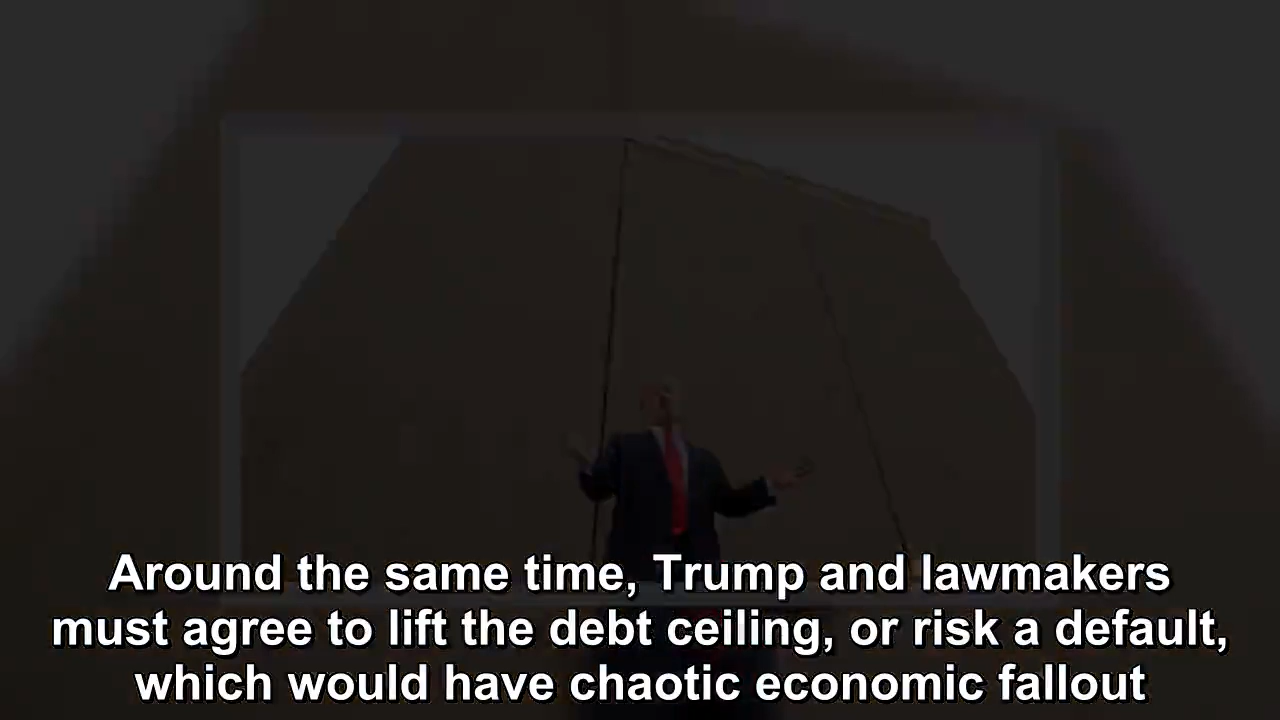 Around the same time, Trump and lawmakers
must agree to lift the debt ceiling, or risk a default,
which would have chaotic economic fallout